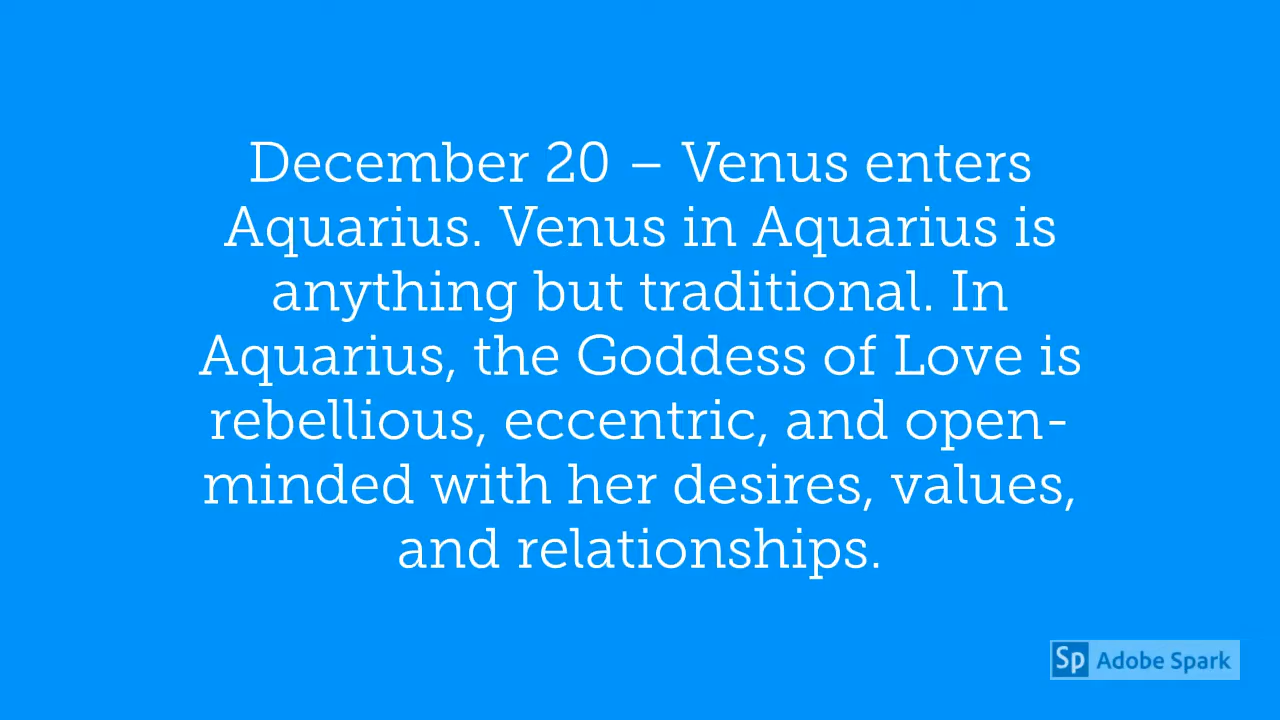 December 20 – Venus enters
Aquarius. Venus in Aquarius is
anything but traditional. In
Aquarius, the Goddess of Love is
rebellious, eccentric, and open-
minded with her desires, values,
and relationships.
Sp Adobe Spark